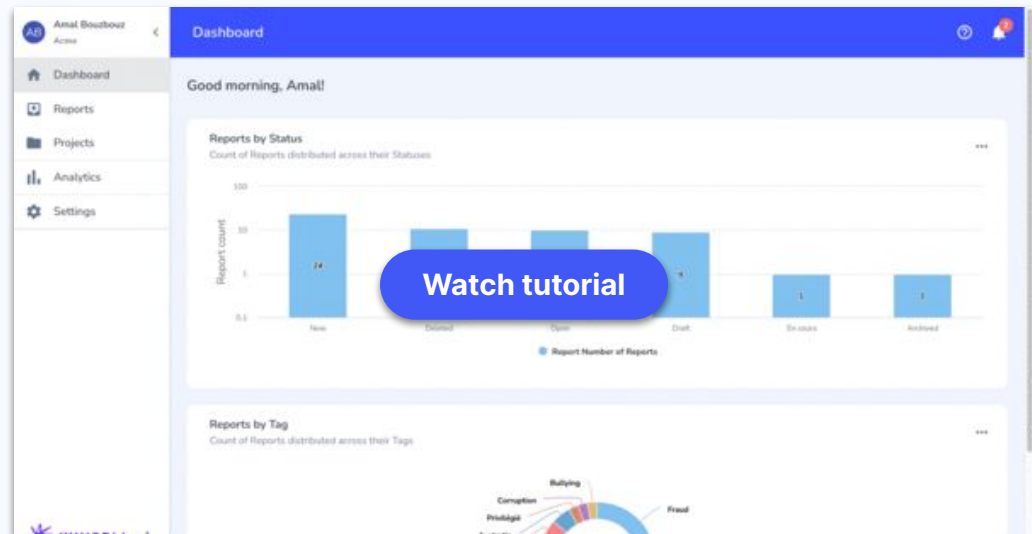 AB
Amal Bouzbouz
Acme
Dashboard
2
Dashboard
Reports
Projects
Analytics
Settings
Good morning, Amal!
Reports by Status
Count of Reports distributed across their Statuses
Report count
100
10
1
0.1
24
9
1
1
Watch tutorial
New
Deleted
Open
Draft
En cours
Archived
Report Number of Reports
Reports by Tag
Count of Reports distributed across their Tags
Bullying
Corruption
Privilégié
Fraud